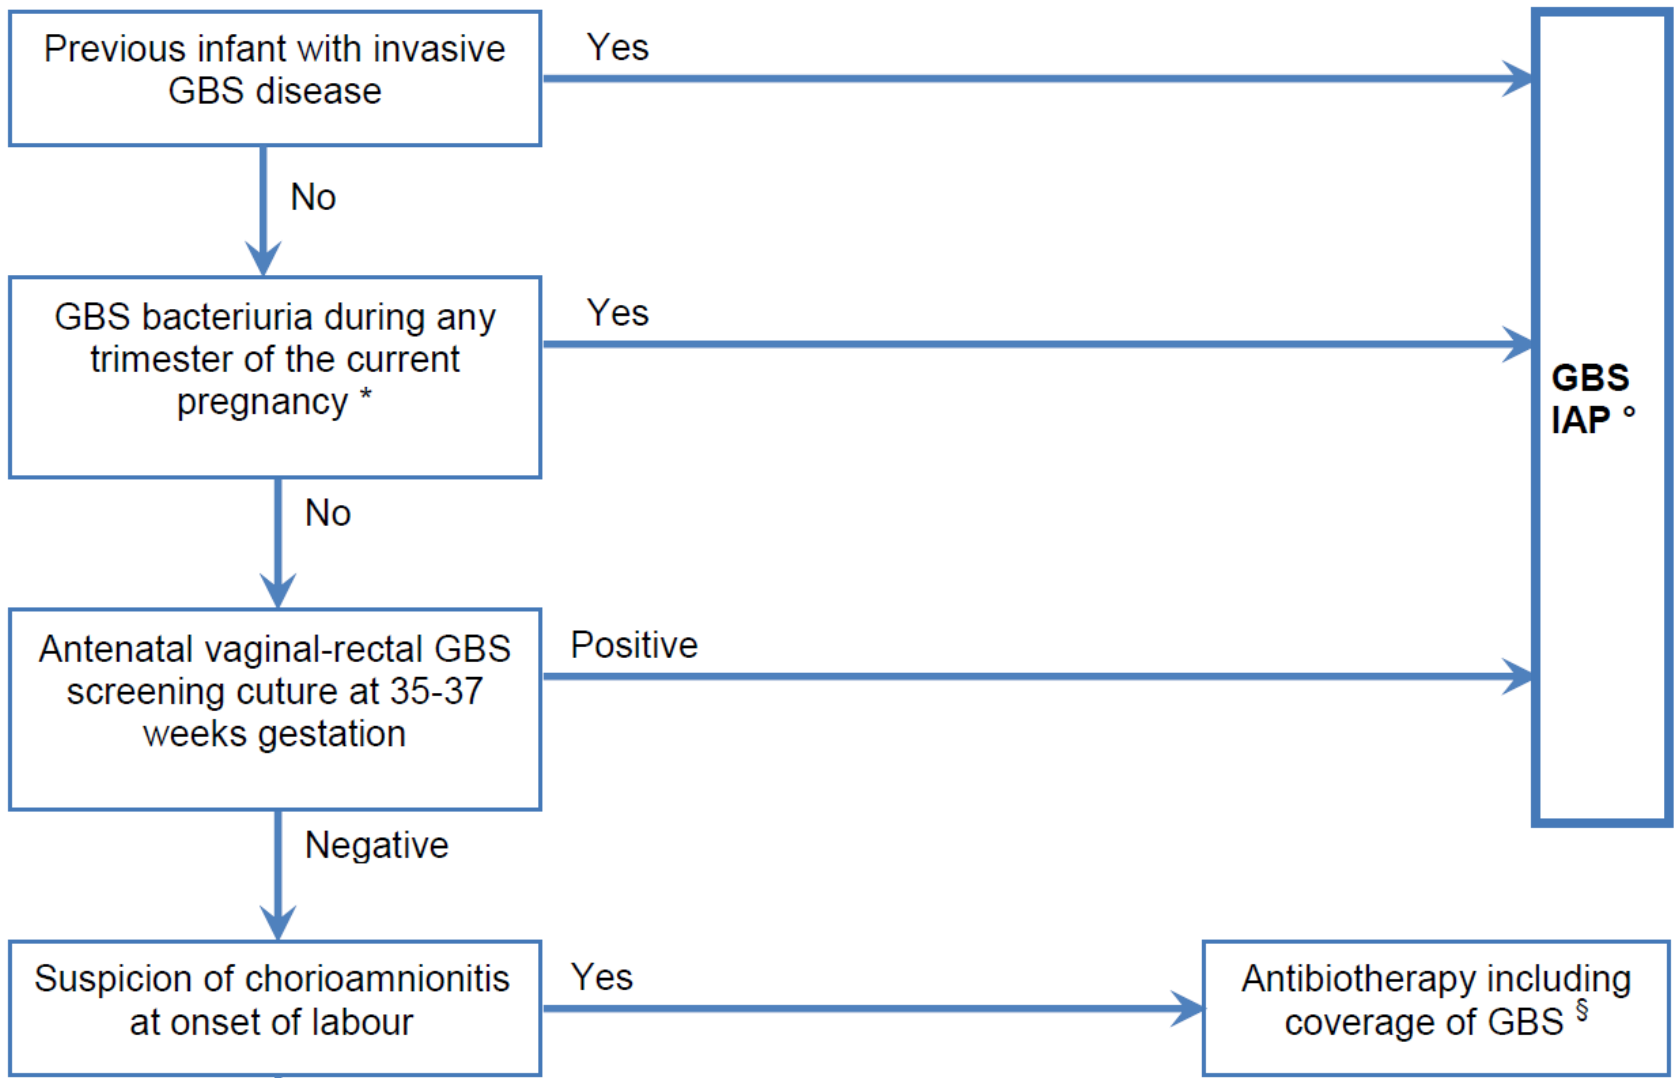 Previous infant with invasive
GBS disease
Yes
No
GBS bacteriuria during any
trimester of the current
pregnancy *
Yes
GBS
IAP °
No
Antenatal vaginal-rectal GBS
screening cuture at 35-37
weeks gestation
Positive
Negative
Suspicion of chorioamnionitis
at onset of labour
Yes
Antibiotherapy including
coverage of GBS §